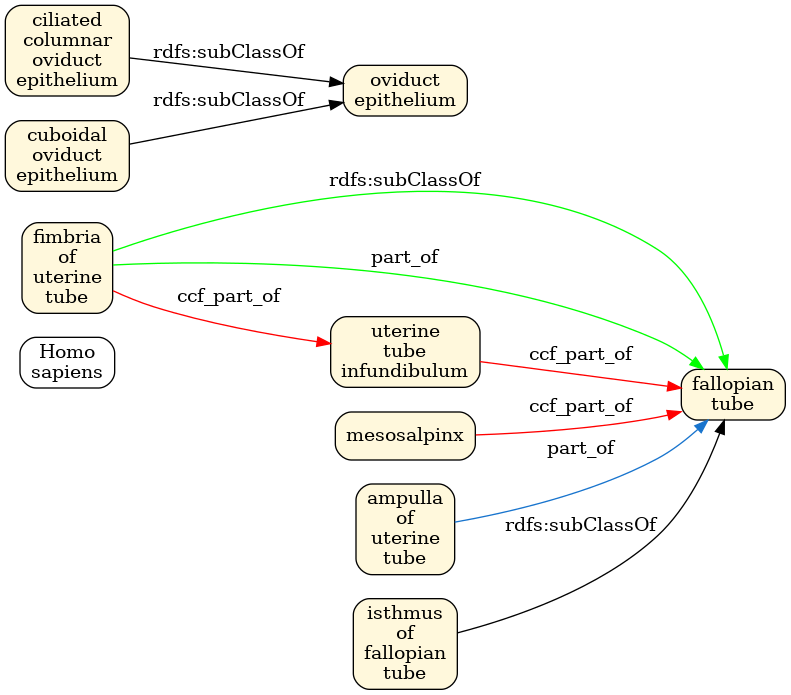 ciliated
columnar
oviduct
epithelium
rdfs:subClassOf
oviduct
epithelium
rdfs:subClassOf
cuboidal
oviduct
epithelium
rdfs:subClassOf
fimbria
of
uterine
tube
part_of
ccf_part_of
uterine
tube
infundibulum
ccf_part_of
Homo
sapiens
fallopian
tube
ccf_part_of
mesosalpinx
part_of
ampulla
of
uterine
tube
rdfs:subClassOf
isthmus
of
fallopian
tube